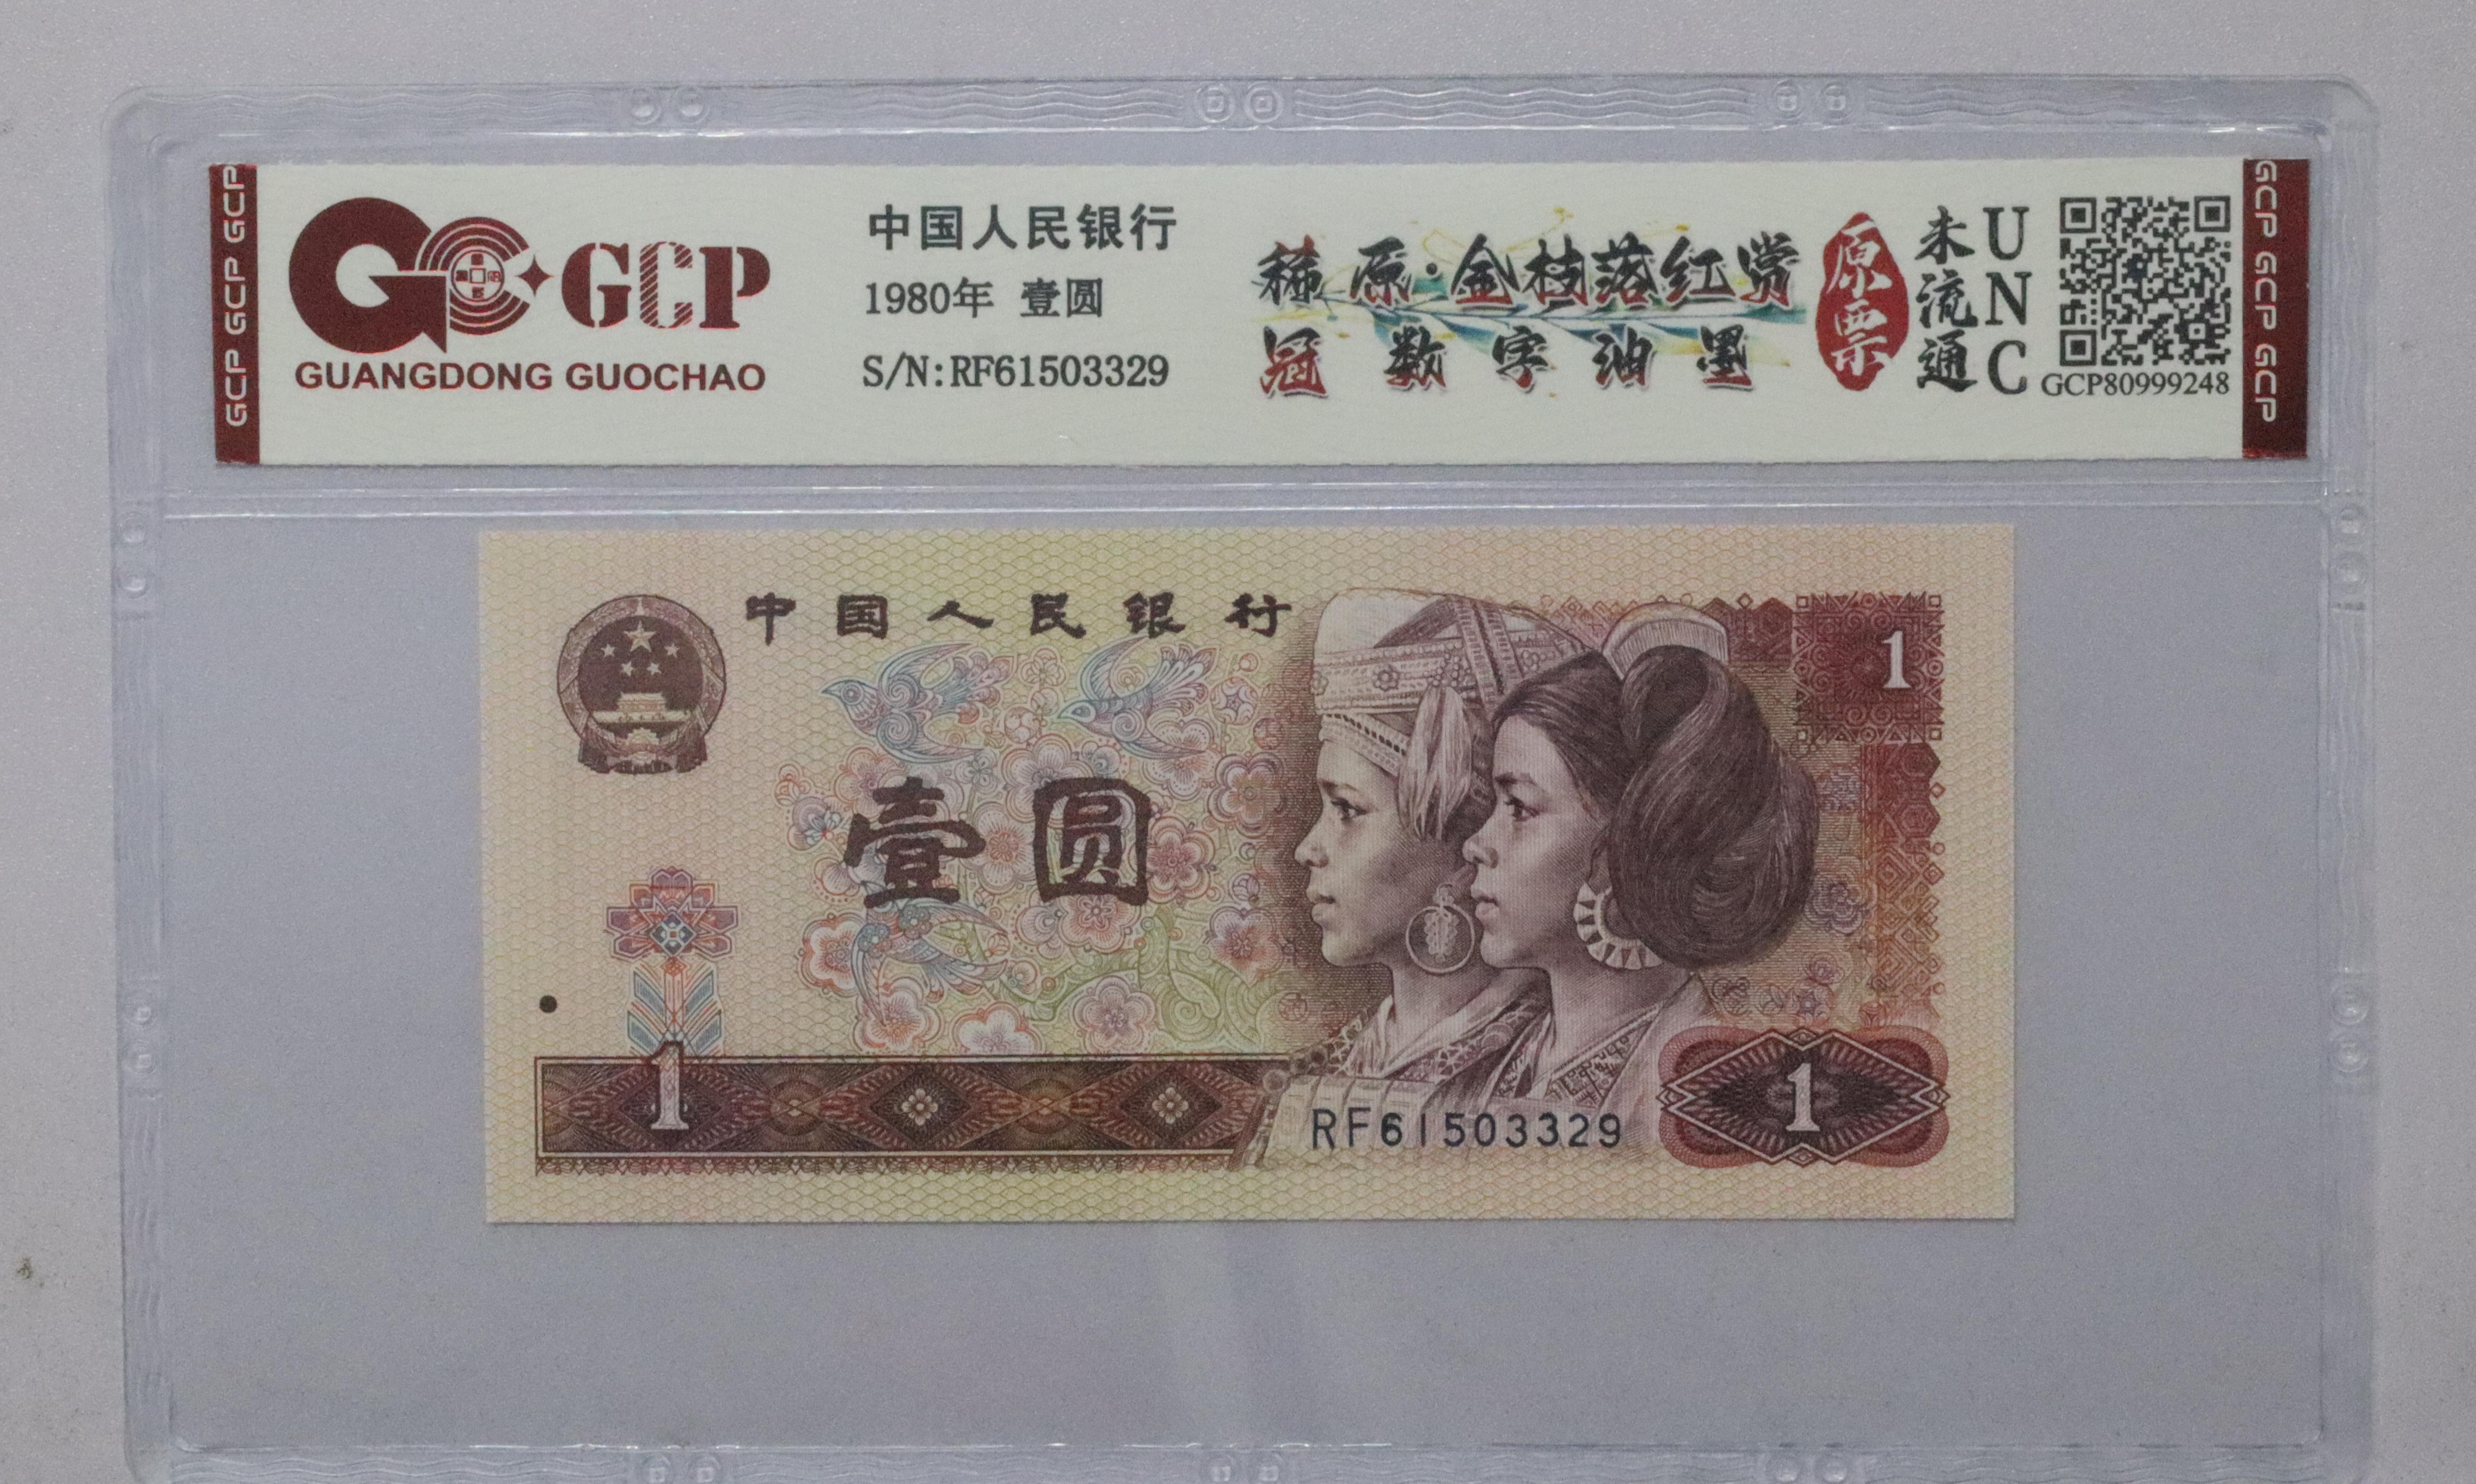 GCP GCP GCP
GCP
GUANGDONG GUOCHAO
中国人民银行
1980年 壹圆
S/N:RF61503329
稀原·金枝落红赏
冠数字油墨
原票
未流通
UNC
GCP80999248
GCP GCP GCP
中国人民银行
1
壹圆
1
RF61503329
1